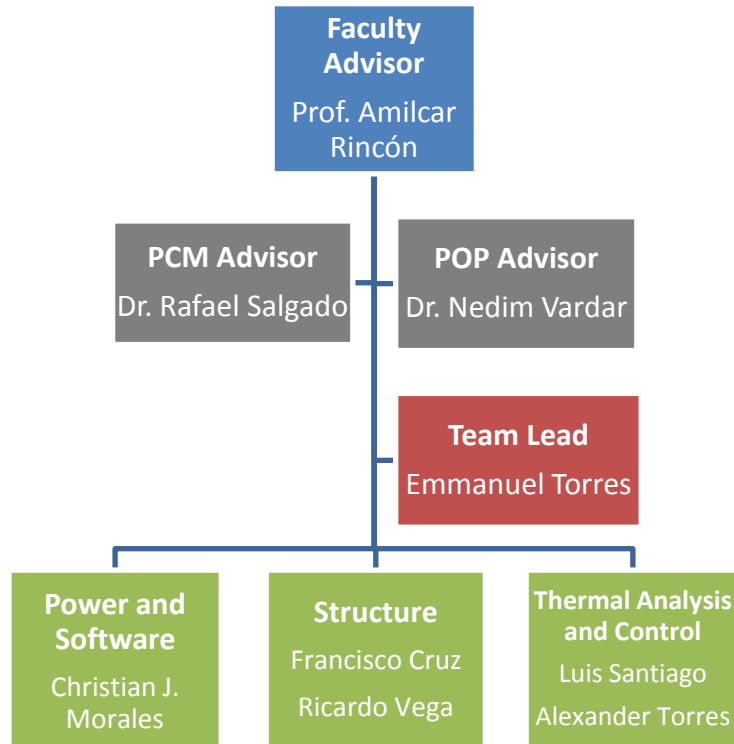 Faculty
Advisor
Prof. Amilcar
Rincón
PCM Advisor
Dr. Rafael Salgado
POP Advisor
Dr. Nedim Vardar
Team Lead
Emmanuel Torres
Power and
Software
Christian J.
Morales
Structure
Francisco Cruz
Ricardo Vega
Thermal Analysis
and Control
Luis Santiago
Alexander Torres